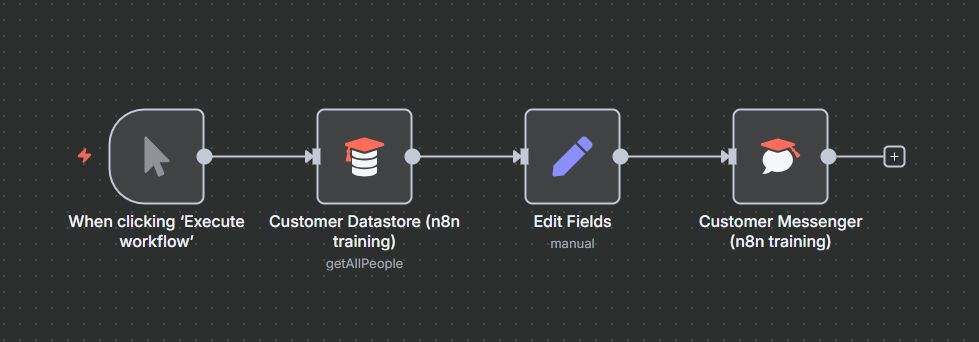 When clicking ‘Execute
workflow’
Customer Datastore (n8n
training)
getAllPeople
Edit Fields
manual
Customer Messenger
(n8n training)